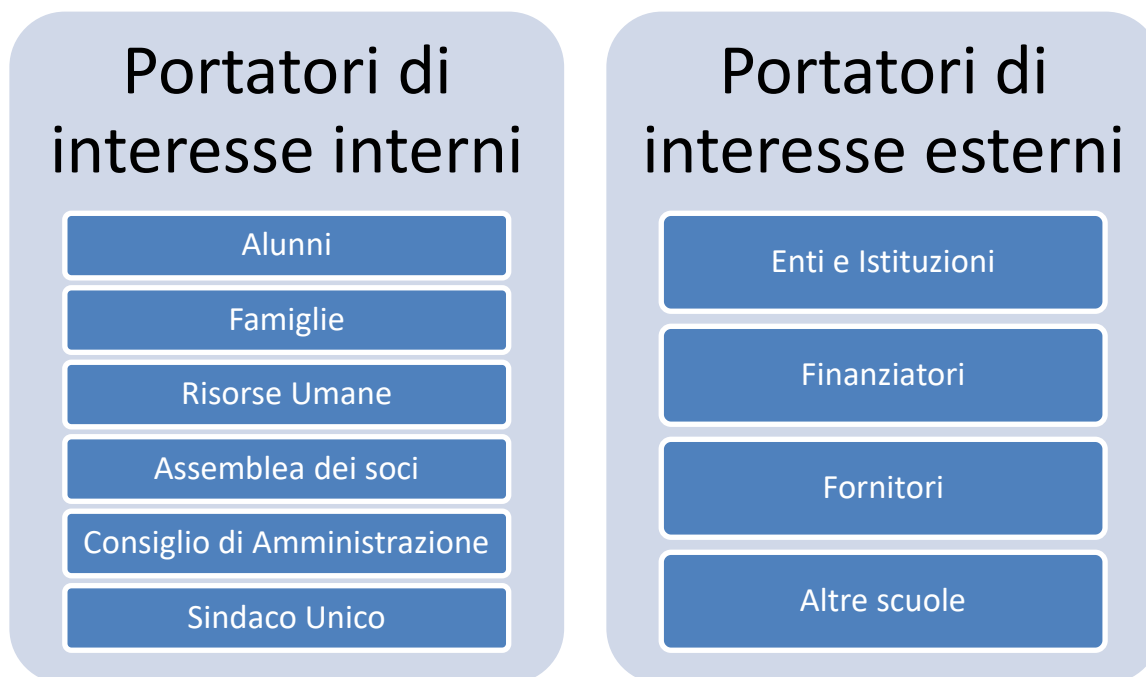 Portatori di
interesse interni
Alunni
Famiglie
Risorse Umane
Assemblea dei soci
Consiglio di Amministrazione
Sindaco Unico
Portatori di
interesse esterni
Enti e Istituzioni
Finanziatori
Fornitori
Altre scuole